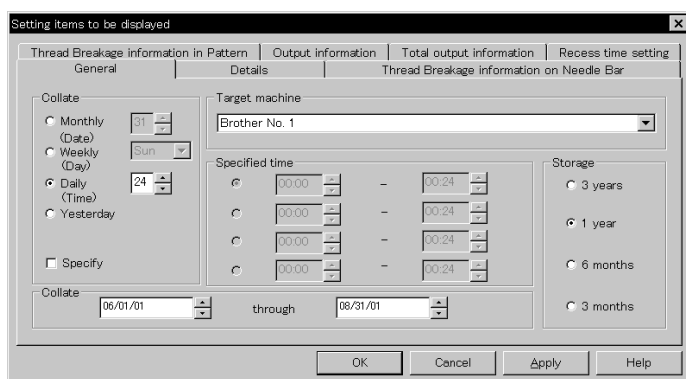 Setting items to be displayed
Thread Breakage information in Pattern Output information Total output information Recess time setting
General Details Thread Breakage information on Needle Bar
Collate
Monthly (Date) 31
Weekly (Day) Sun
Daily (Time) 24
Yesterday
Specify
Target machine
Brother No. 1
Specified time
00:00 – 00:24
00:00 – 00:24
00:00 – 00:24
00:00 – 00:24
Storage
3 years
1 year
6 months
3 months
Collate
06/01/01 through 08/31/01
OK Cancel Apply Help